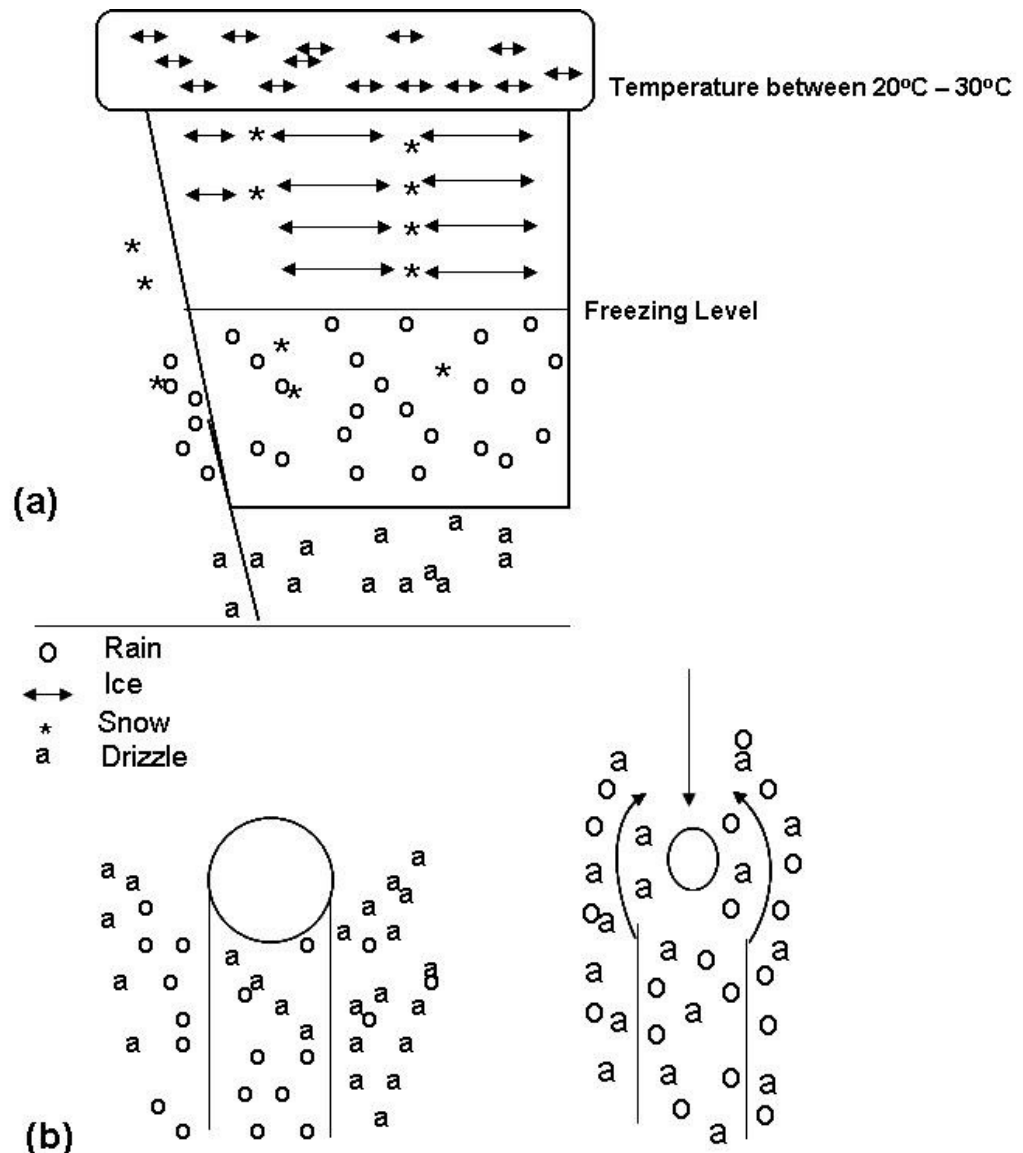 Temperature between 20ºC – 30ºC
Freezing Level
(a)
a a a a a a a a a a a a a a
o Rain
Ice
* Snow
a Drizzle
(b)